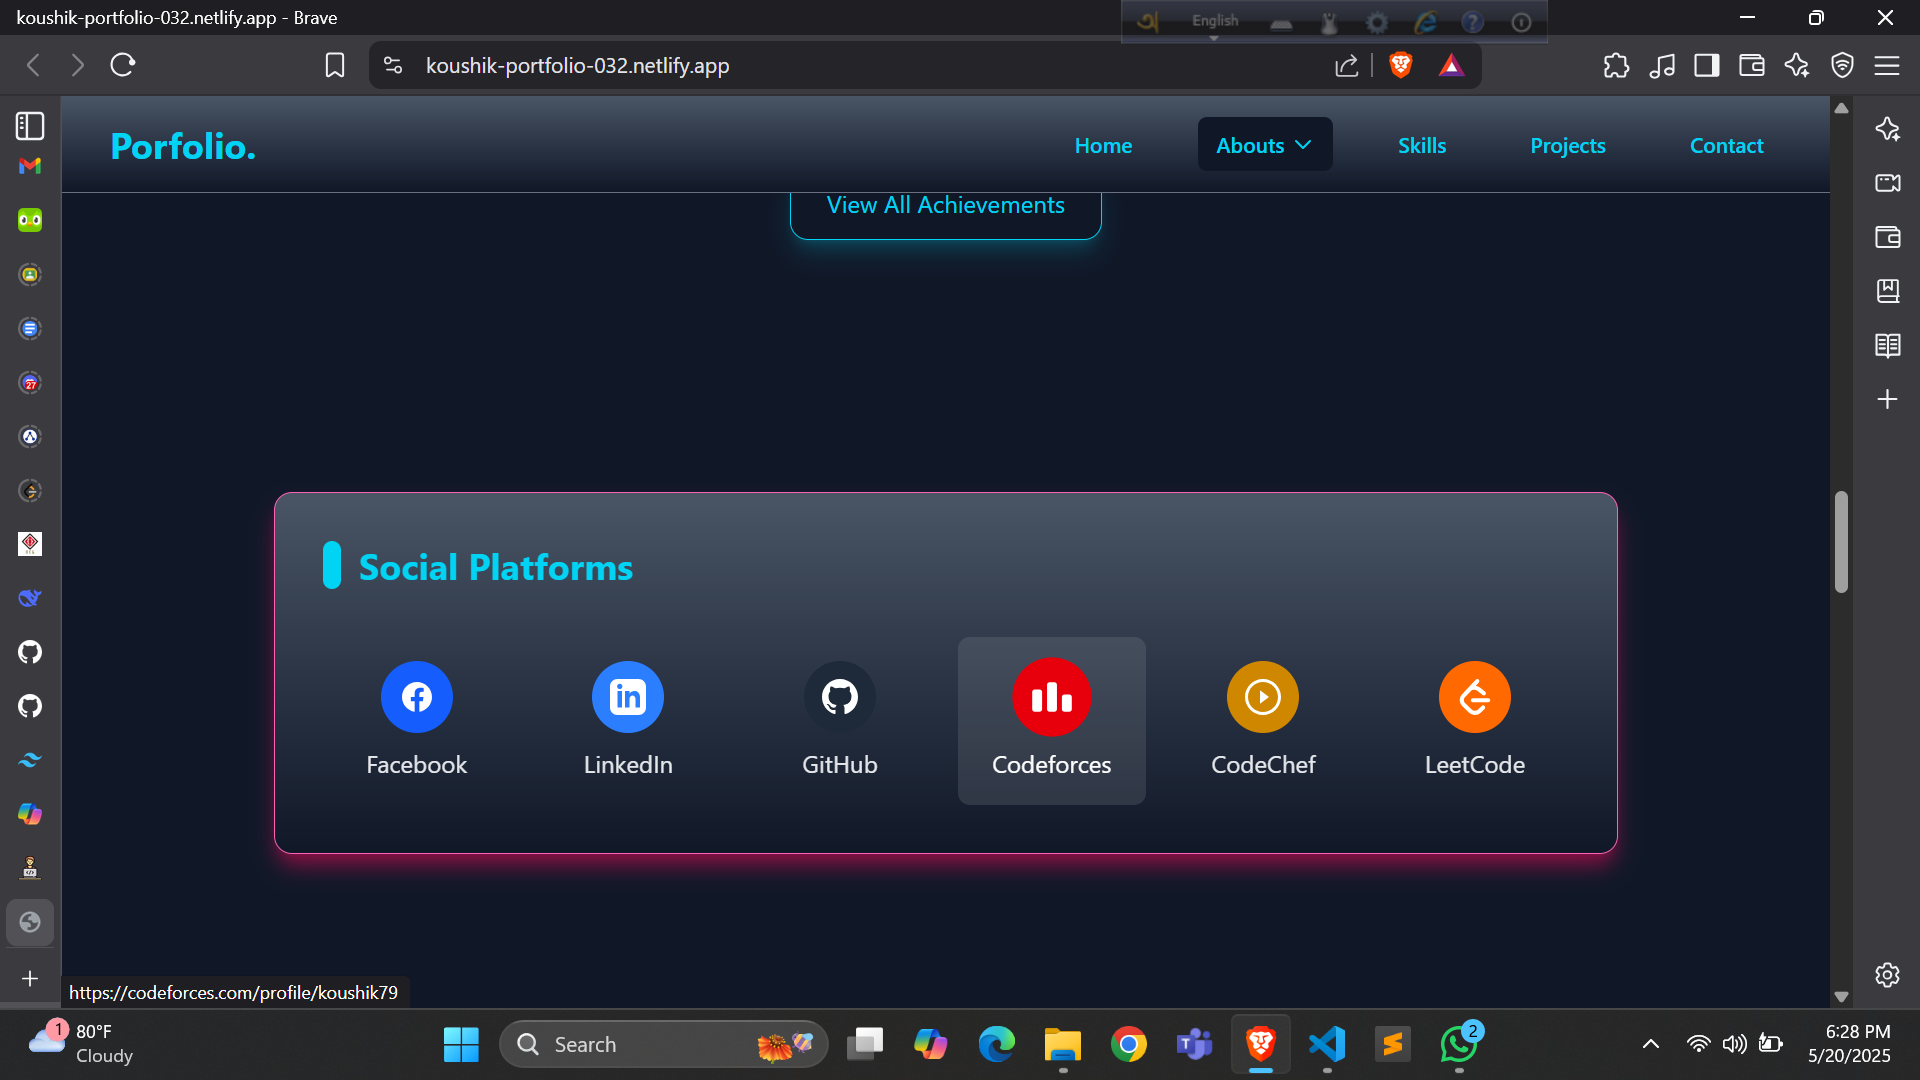 koushik-portfolio-032.netlify.app - Brave
English
koushik-portfolio-032.netlify.app
Porfolio.
Home
Abouts
Skills
Projects
Contact
View All Achievements
Social Platforms
Facebook
LinkedIn
GitHub
Codeforces
CodeChef
LeetCode
27
https://codeforces.com/profile/koushik79
1
80°F
Cloudy
Search
2
6:28 PM
5/20/2025